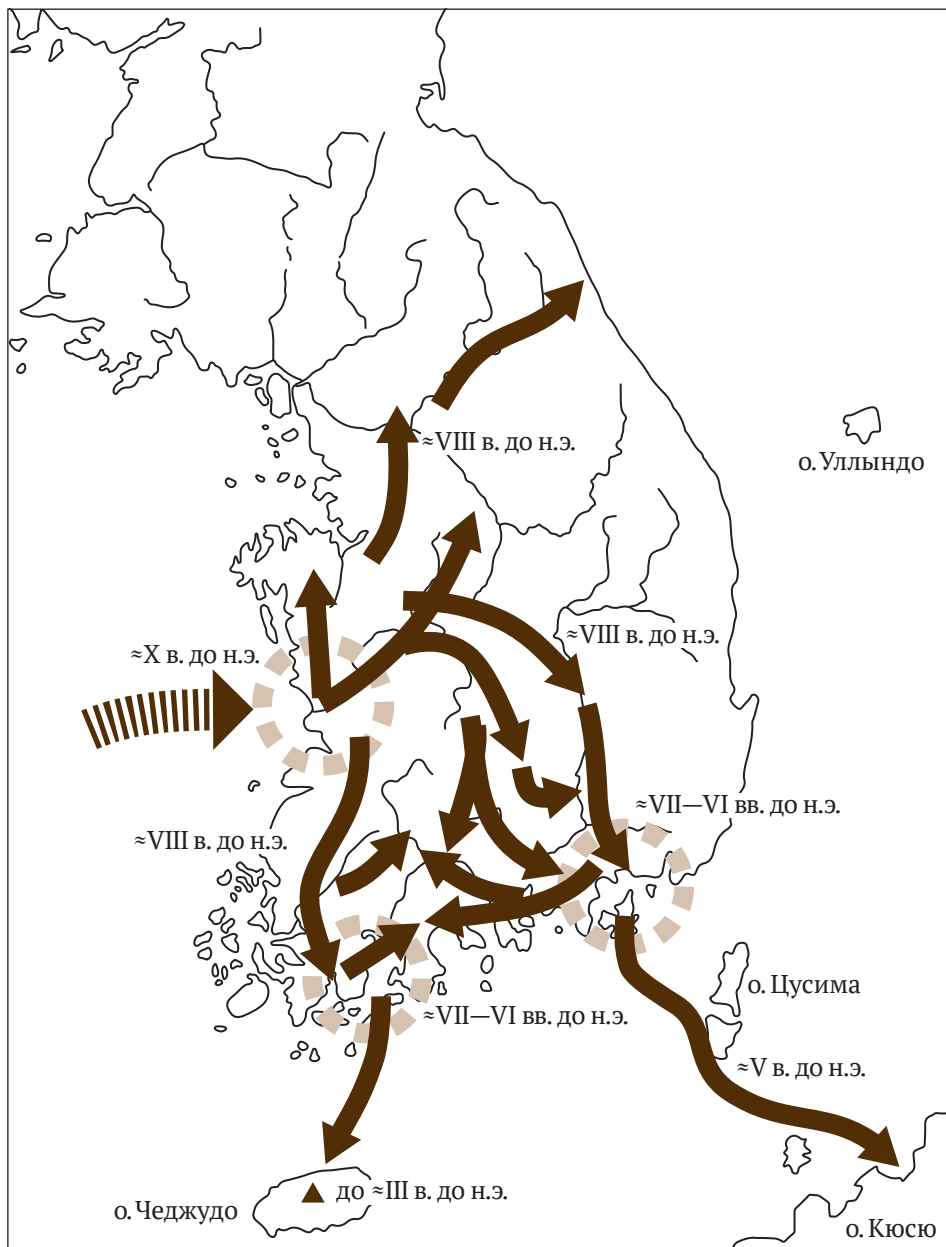 ≈VIII в. до н.э.
о. Уллындо
≈X в. до н.э.
≈VIII в. до н.э.
≈VII—VI вв. до н.э.
≈VIII в. до н.э.
о. Цусима
≈VII—VI вв. до н.э.
≈V в. до н.э.
до ≈III в. до н.э.
о. Чеджудо
о. Кюсю